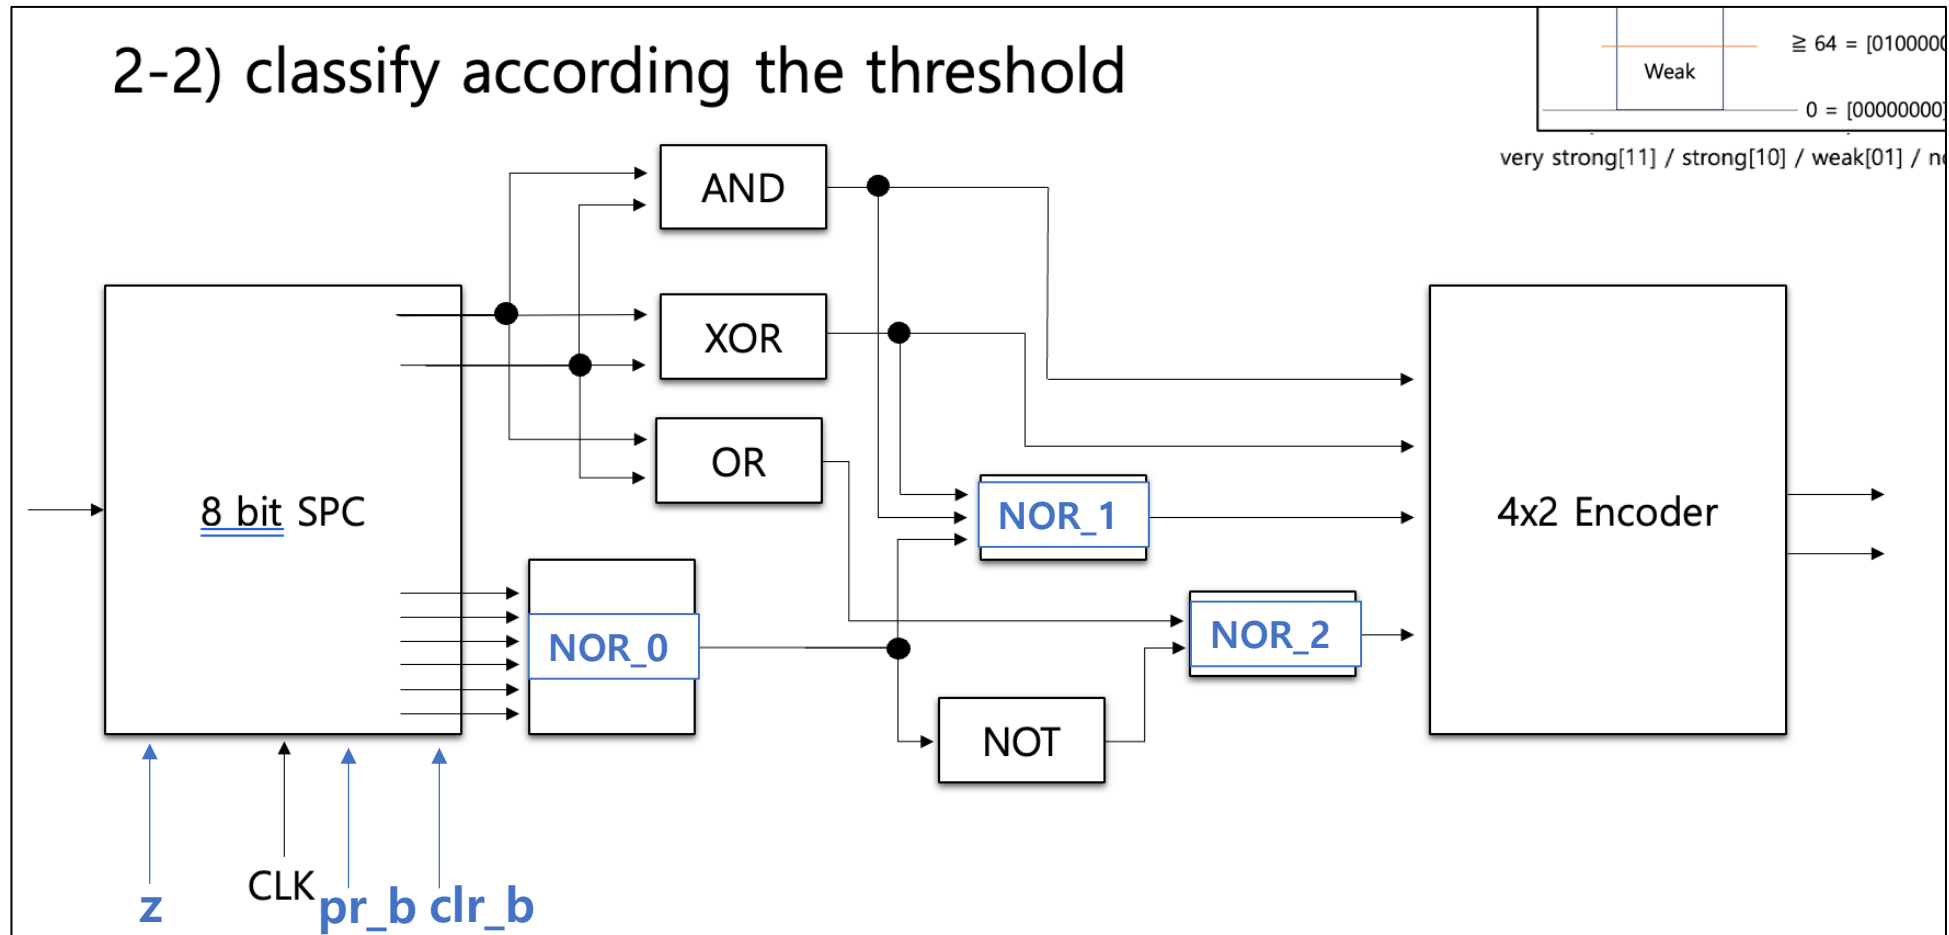 2-2) classify according the threshold
≧ 64 = [0100000
Weak
0 = [00000000]
very strong[11] / strong[10] / weak[01] / no
AND
XOR
OR
8 bit SPC
NOR_1
4x2 Encoder
NOR_0
NOR_2
NOT
CLK
z
pr_b
clr_b